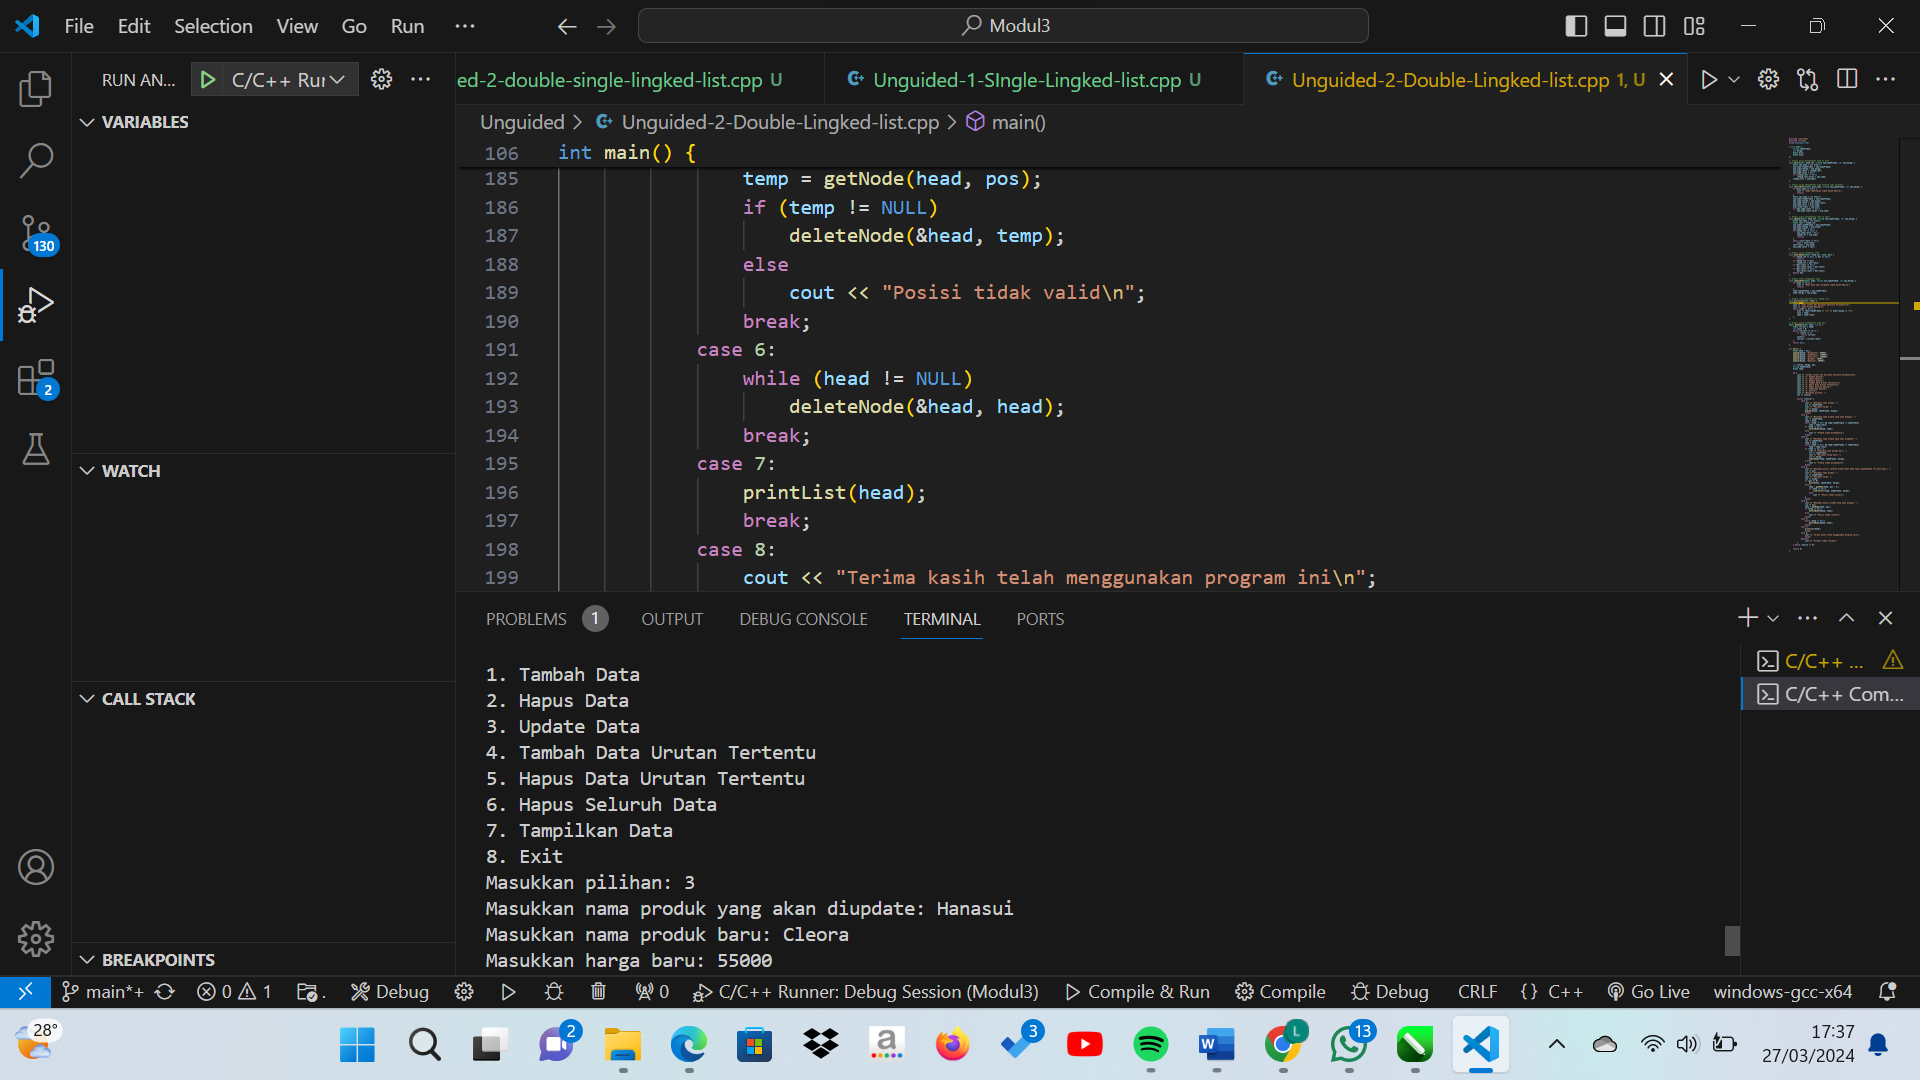 File Edit Selection View Go Run ··· Modul3
RUN AN... C/C++ Rur ···
ed-2-double-single-lingked-list.cpp U
Unguided-1-SIngle-Lingked-list.cpp U
Unguided-2-Double-Lingked-list.cpp 1, U
VARIABLES
WATCH
CALL STACK
BREAKPOINTS
130
2
Unguided > Unguided-2-Double-Lingked-list.cpp > main()
106 int main() {
185 temp = getNode(head, pos);
186 if (temp != NULL)
187 deleteNode(&head, temp);
188 else
189 cout << "Posisi tidak valid\n";
190 break;
191 case 6:
192 while (head != NULL)
193 deleteNode(&head, head);
194 break;
195 case 7:
196 printList(head);
197 break;
198 case 8:
199 cout << "Terima kasih telah menggunakan program ini\n";
PROBLEMS 1 OUTPUT DEBUG CONSOLE TERMINAL PORTS
C/C++ ...
C/C++ Com...
1. Tambah Data
2. Hapus Data
3. Update Data
4. Tambah Data Urutan Tertentu
5. Hapus Data Urutan Tertentu
6. Hapus Seluruh Data
7. Tampilkan Data
8. Exit
Masukkan pilihan: 3
Masukkan nama produk yang akan diupdate: Hanasui
Masukkan nama produk baru: Cleora
Masukkan harga baru: 55000
main*+ 0 1 . Debug 0 C/C++ Runner: Debug Session (Modul3) Compile & Run Compile Debug CRLF {} C++ Go Live windows-gcc-x64
28° 2 a 3 W L 13 17:37
27/03/2024